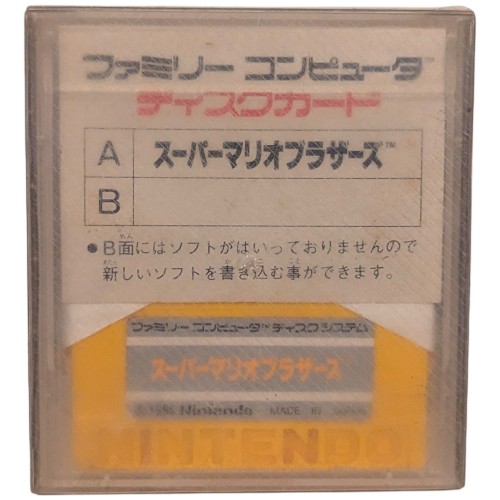 ファミリー コンピュータ™
ディスクカード
A スーパーマリオブラザーズ™
B
●B面にはソフトがはいっておりませんので
新しいソフトを書き込む事ができます。
ファミリー コンピュータ™ ディスクシステム
スーパーマリオブラザーズ
©1986 Nintendo MADE IN JAPAN
NINTENDO